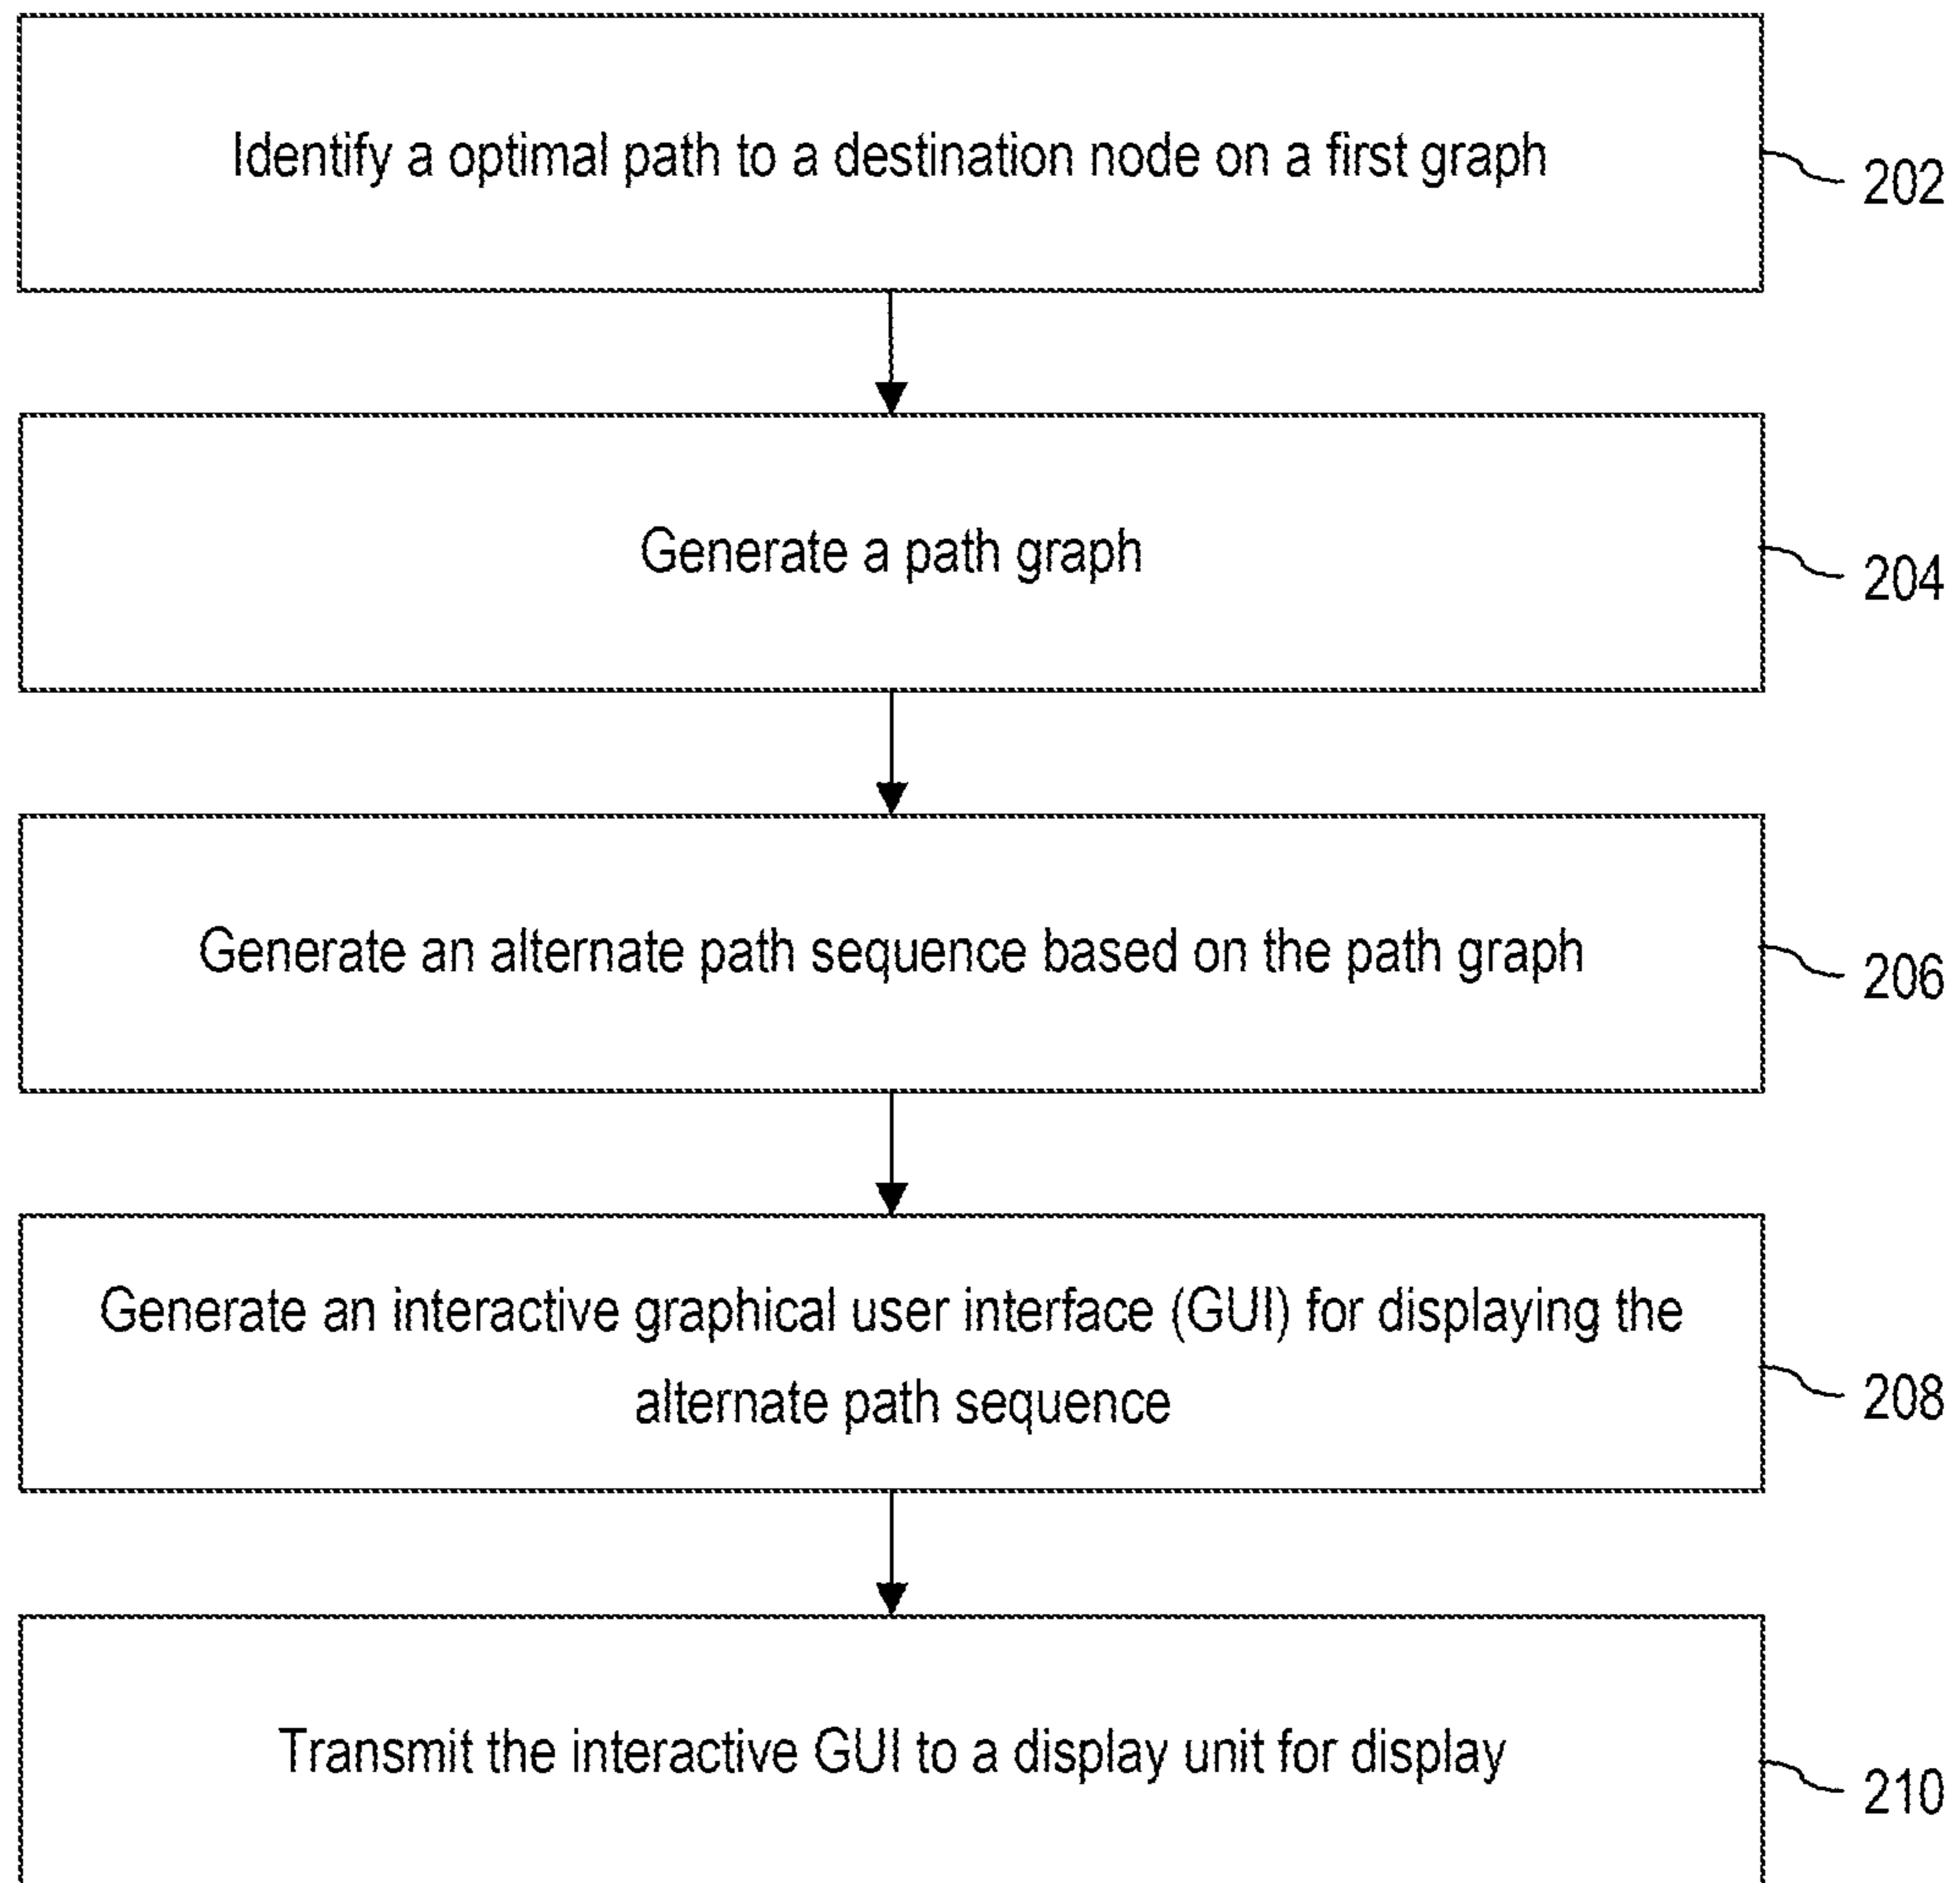 Identify a optimal path to a destination node on a first graph
202
Generate a path graph
204
Generate an alternate path sequence based on the path graph
206
Generate an interactive graphical user interface (GUI) for displaying the
alternate path sequence
208
Transmit the interactive GUI to a display unit for display
210